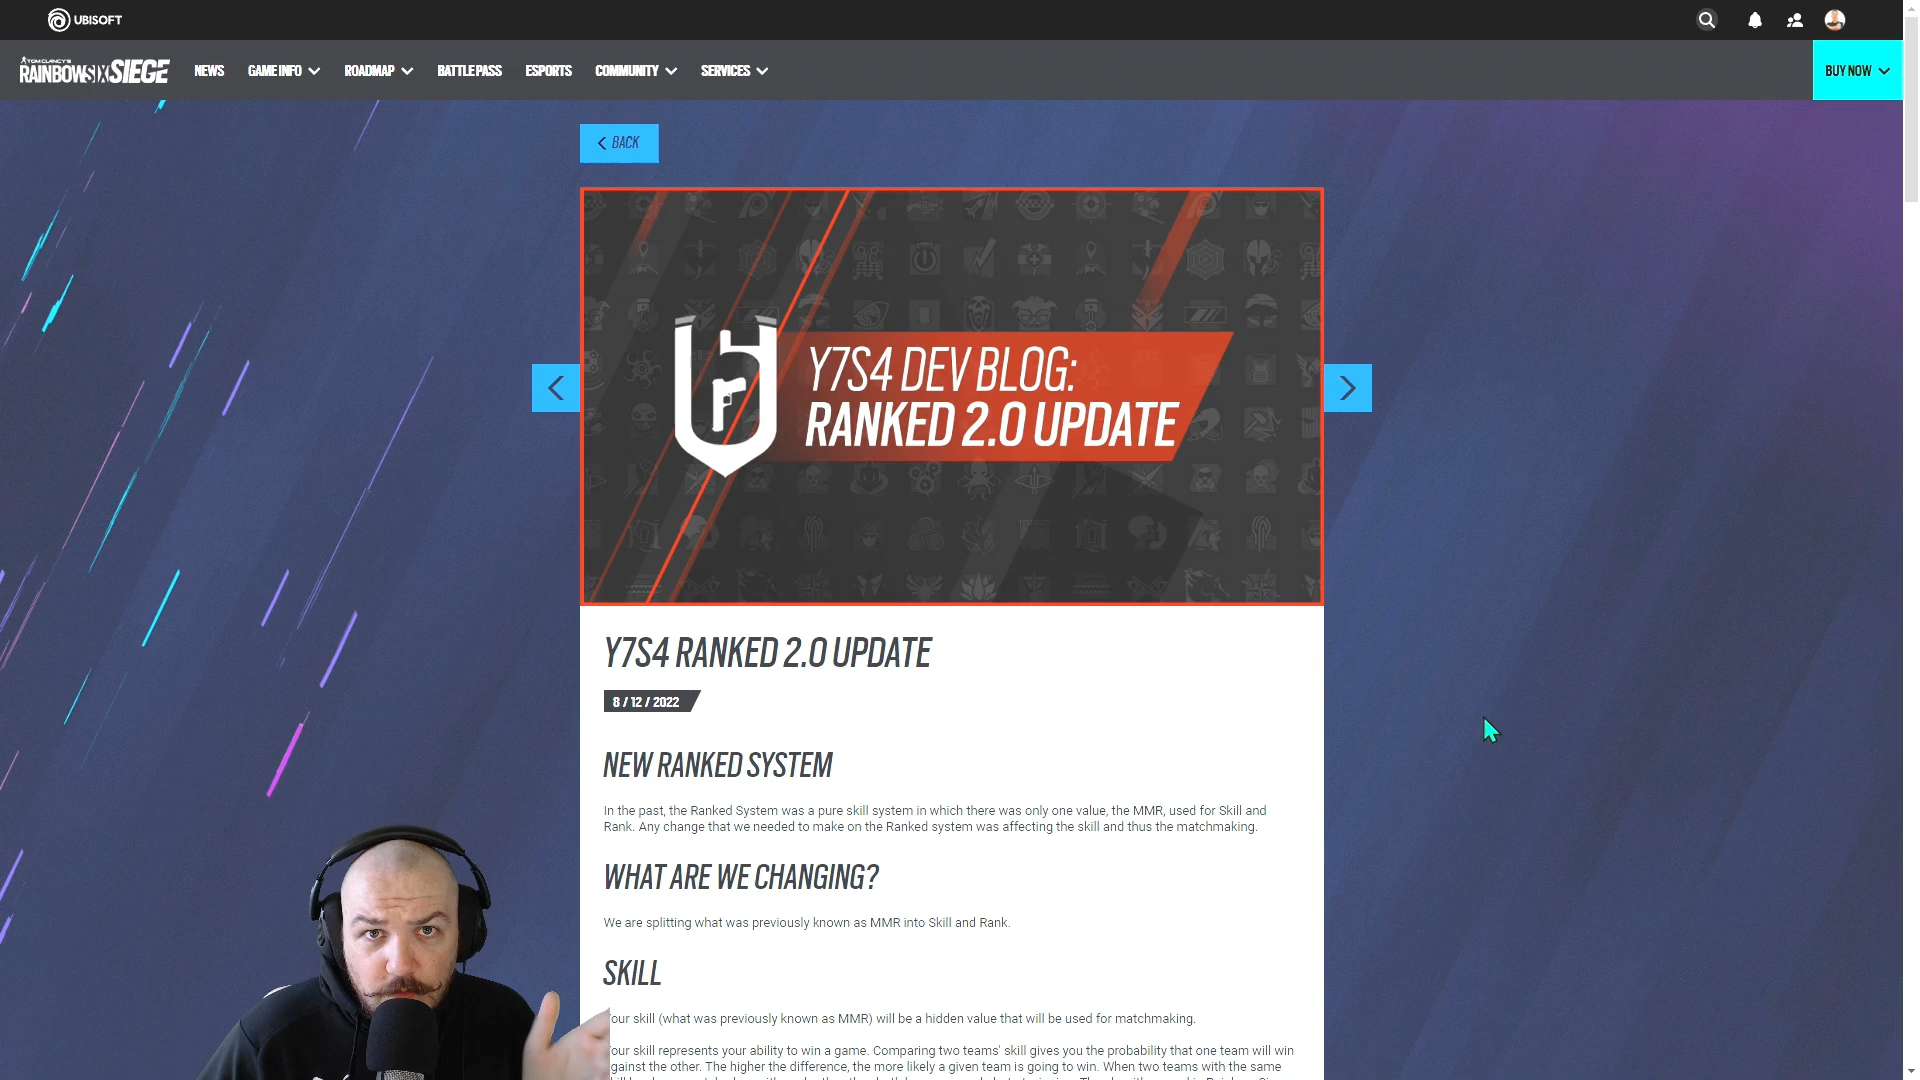 UBISOFT
TOM CLANCY'S
RAINBOWSIX SIEGE
NEWS GAME INFO ROADMAP BATTLE PASS ESPORTS COMMUNITY SERVICES BUY NOW
BACK
Y7S4 DEV BLOG:
RANKED 2.0 UPDATE
Y7S4 RANKED 2.0 UPDATE
8 / 12 / 2022
NEW RANKED SYSTEM
In the past, the Ranked System was a pure skill system in which there was only one value, the MMR, used for Skill and
Rank. Any change that we needed to make on the Ranked system was affecting the skill and thus the matchmaking.
WHAT ARE WE CHANGING?
We are splitting what was previously known as MMR into Skill and Rank.
SKILL
Your skill (what was previously known as MMR) will be a hidden value that will be used for matchmaking.
Your skill represents your ability to win a game. Comparing two teams' skill gives you the probability that one team will win
against the other. The higher the difference, the more likely a given team is going to win. When two teams with the same